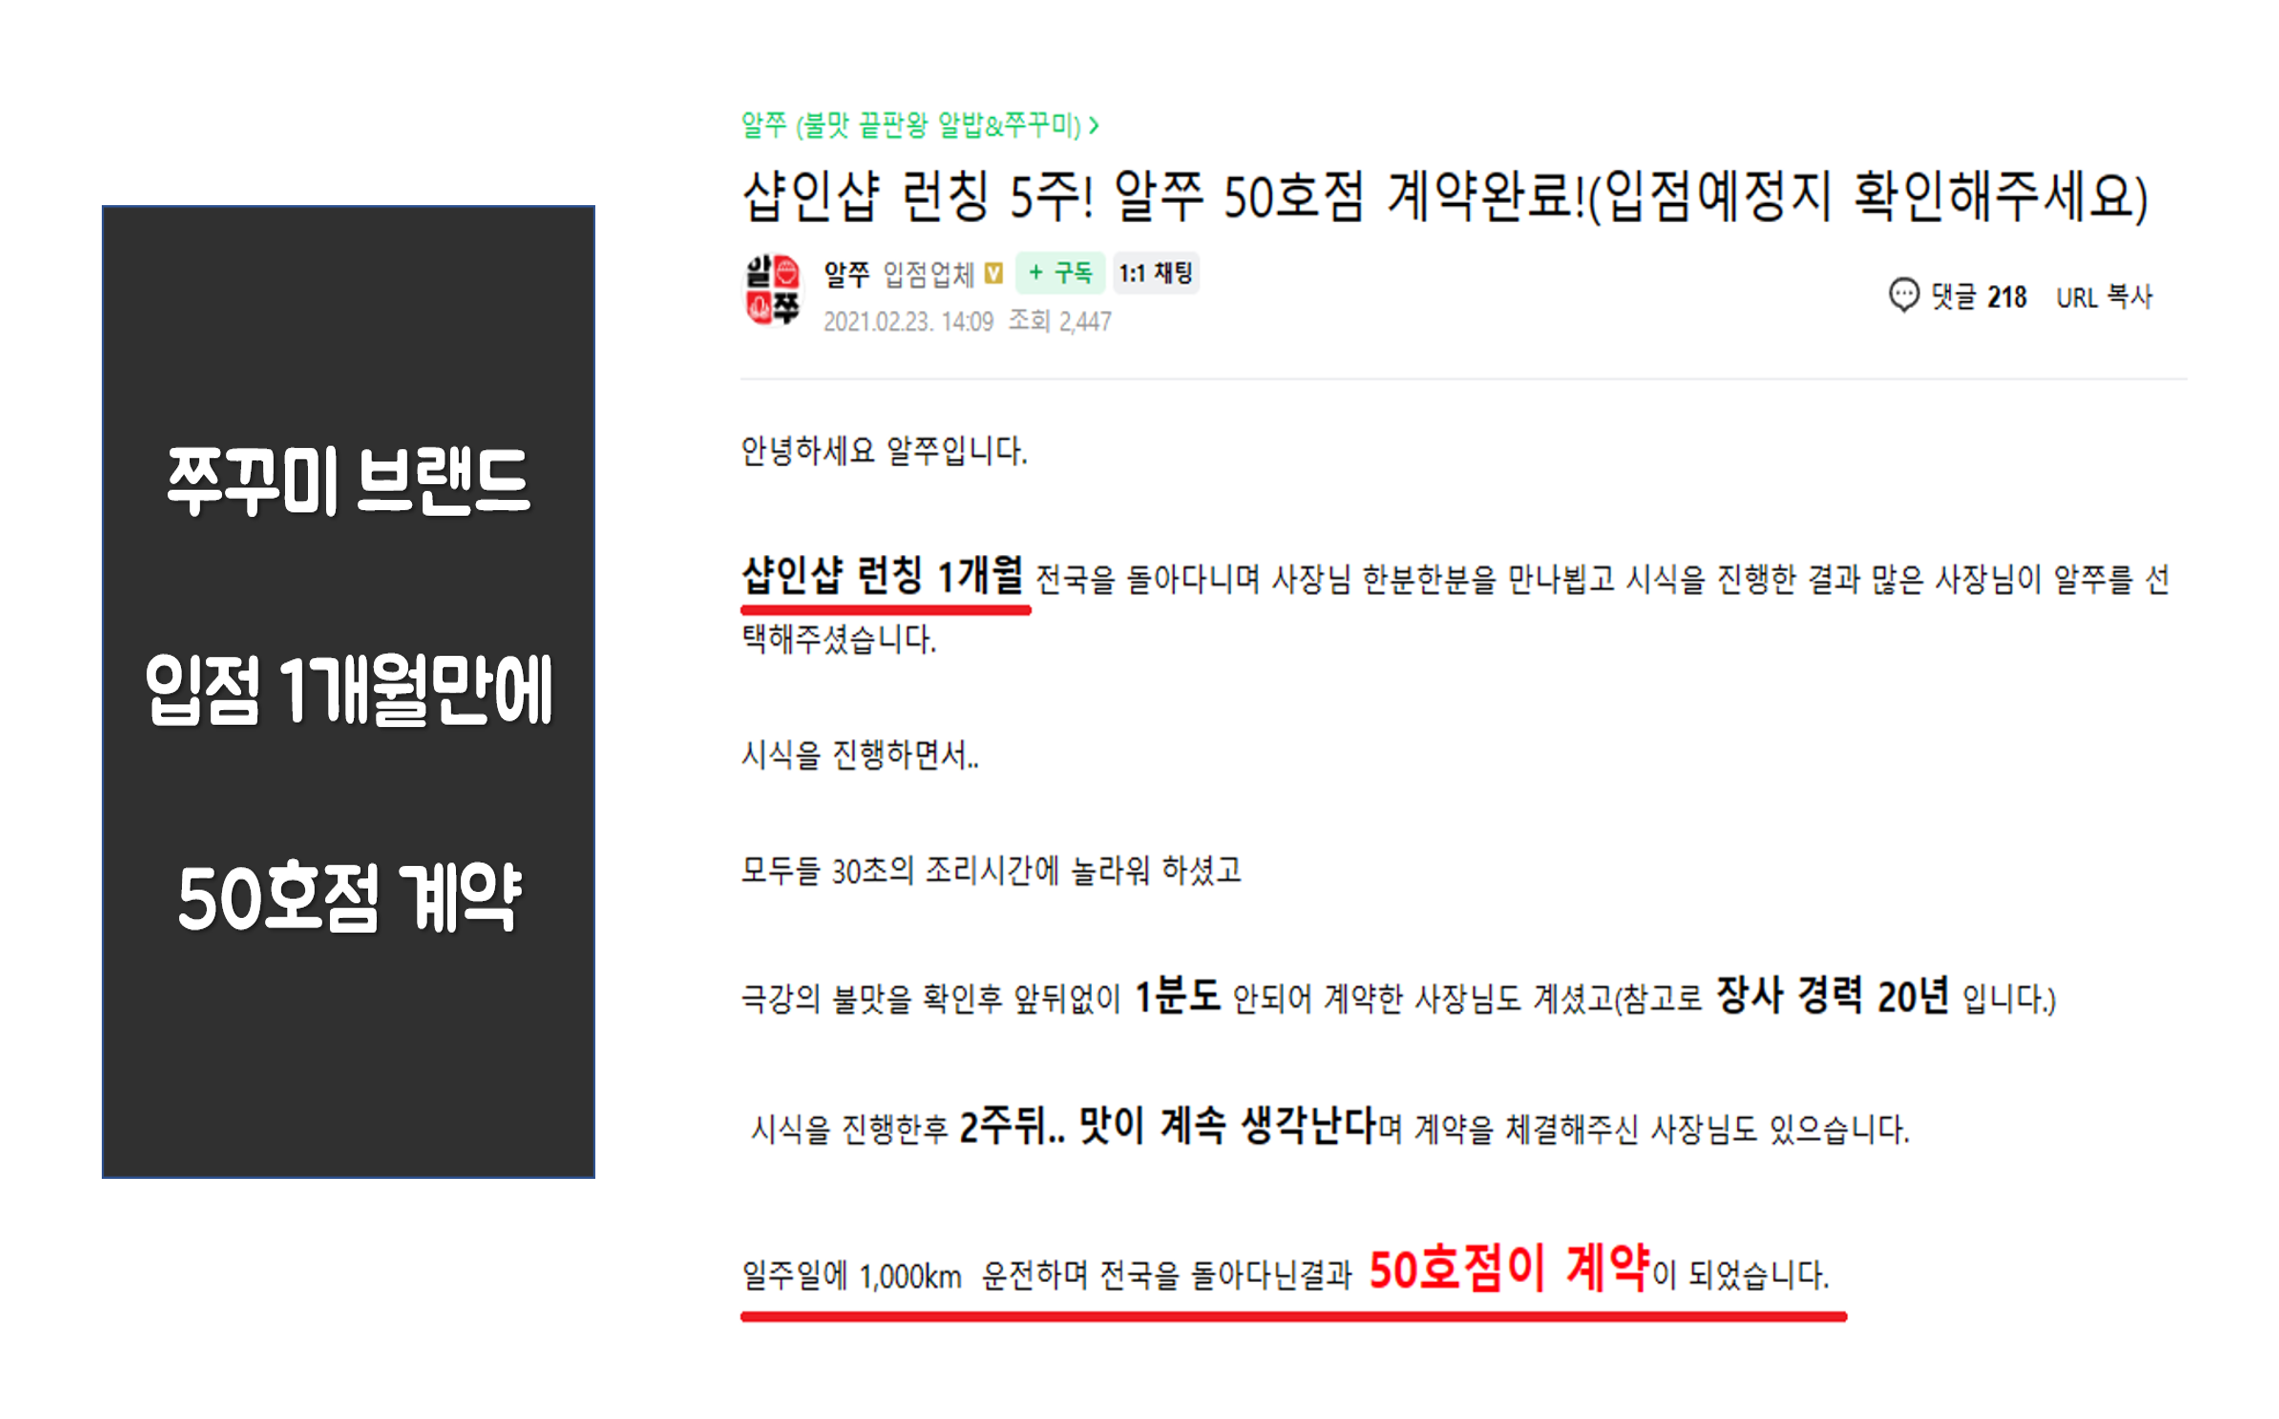 쭈꾸미 브랜드
입점 1개월만에
50호점 계약
알쭈 (불맛 끝판왕 알밥&쭈꾸미) >
샵인샵 런칭 5주! 알쭈 50호점 계약완료!(입점예정지 확인해주세요)
알쭈
알쭈 입점업체 V + 구독 1:1 채팅
2021.02.23. 14:09 조회 2,447
댓글 218 URL 복사
안녕하세요 알쭈입니다.
샵인샵 런칭 1개월 전국을 돌아다니며 사장님 한분한분을 만나뵙고 시식을 진행한 결과 많은 사장님이 알쭈를 선
택해주셨습니다.
시식을 진행하면서..
모두들 30초의 조리시간에 놀라워 하셨고
극강의 불맛을 확인후 앞뒤없이 1분도 안되어 계약한 사장님도 계셨고(참고로 장사 경력 20년 입니다.)
시식을 진행한후 2주뒤.. 맛이 계속 생각난다며 계약을 체결해주신 사장님도 있으습니다.
일주일에 1,000km 운전하며 전국을 돌아다닌결과 50호점이 계약이 되었습니다.